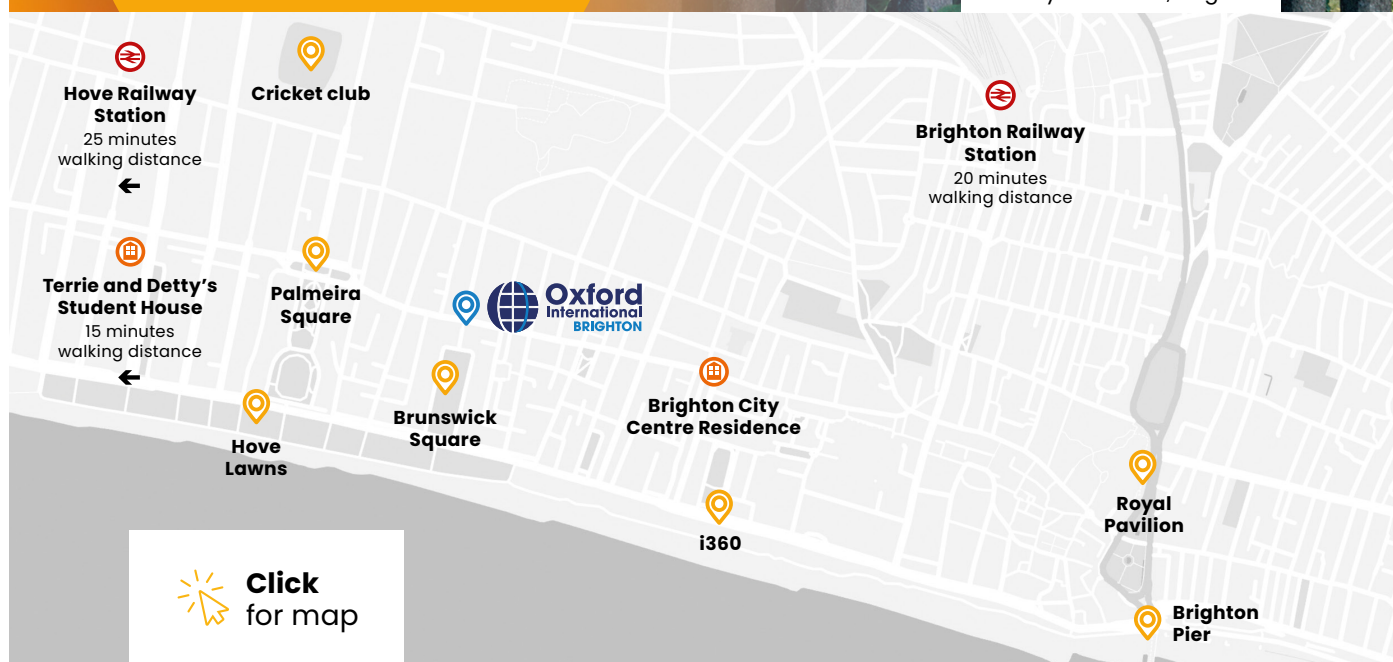 Hove Railway
Station
25 minutes
walking distance
Cricket club
Brighton Railway
Station
20 minutes
walking distance
Terrie and Detty’s
Student House
15 minutes
walking distance
Palmeira
Square
Oxford
International
BRIGHTON
Brunswick
Square
Brighton City
Centre Residence
Hove
Lawns
i360
Royal
Pavilion
Click
for map
Brighton
Pier